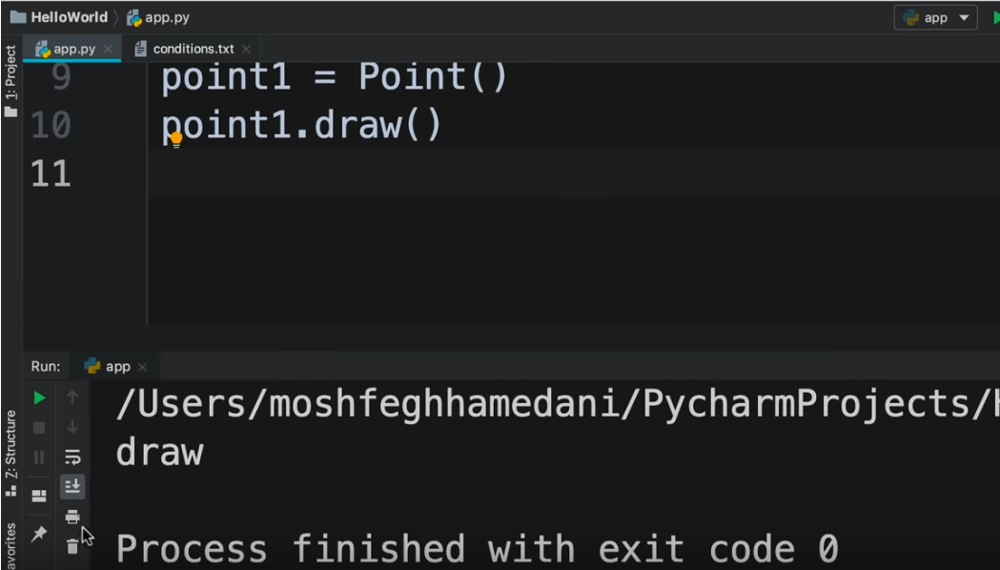 HelloWorld
app.py
app
app.py
conditions.txt
1: Project
9
point1 = Point()
10
point1.draw()
11
Run:
app
/Users/moshfeghhamedani/PycharmProjects/
draw
Process finished with exit code 0
Z: Structure
avorites